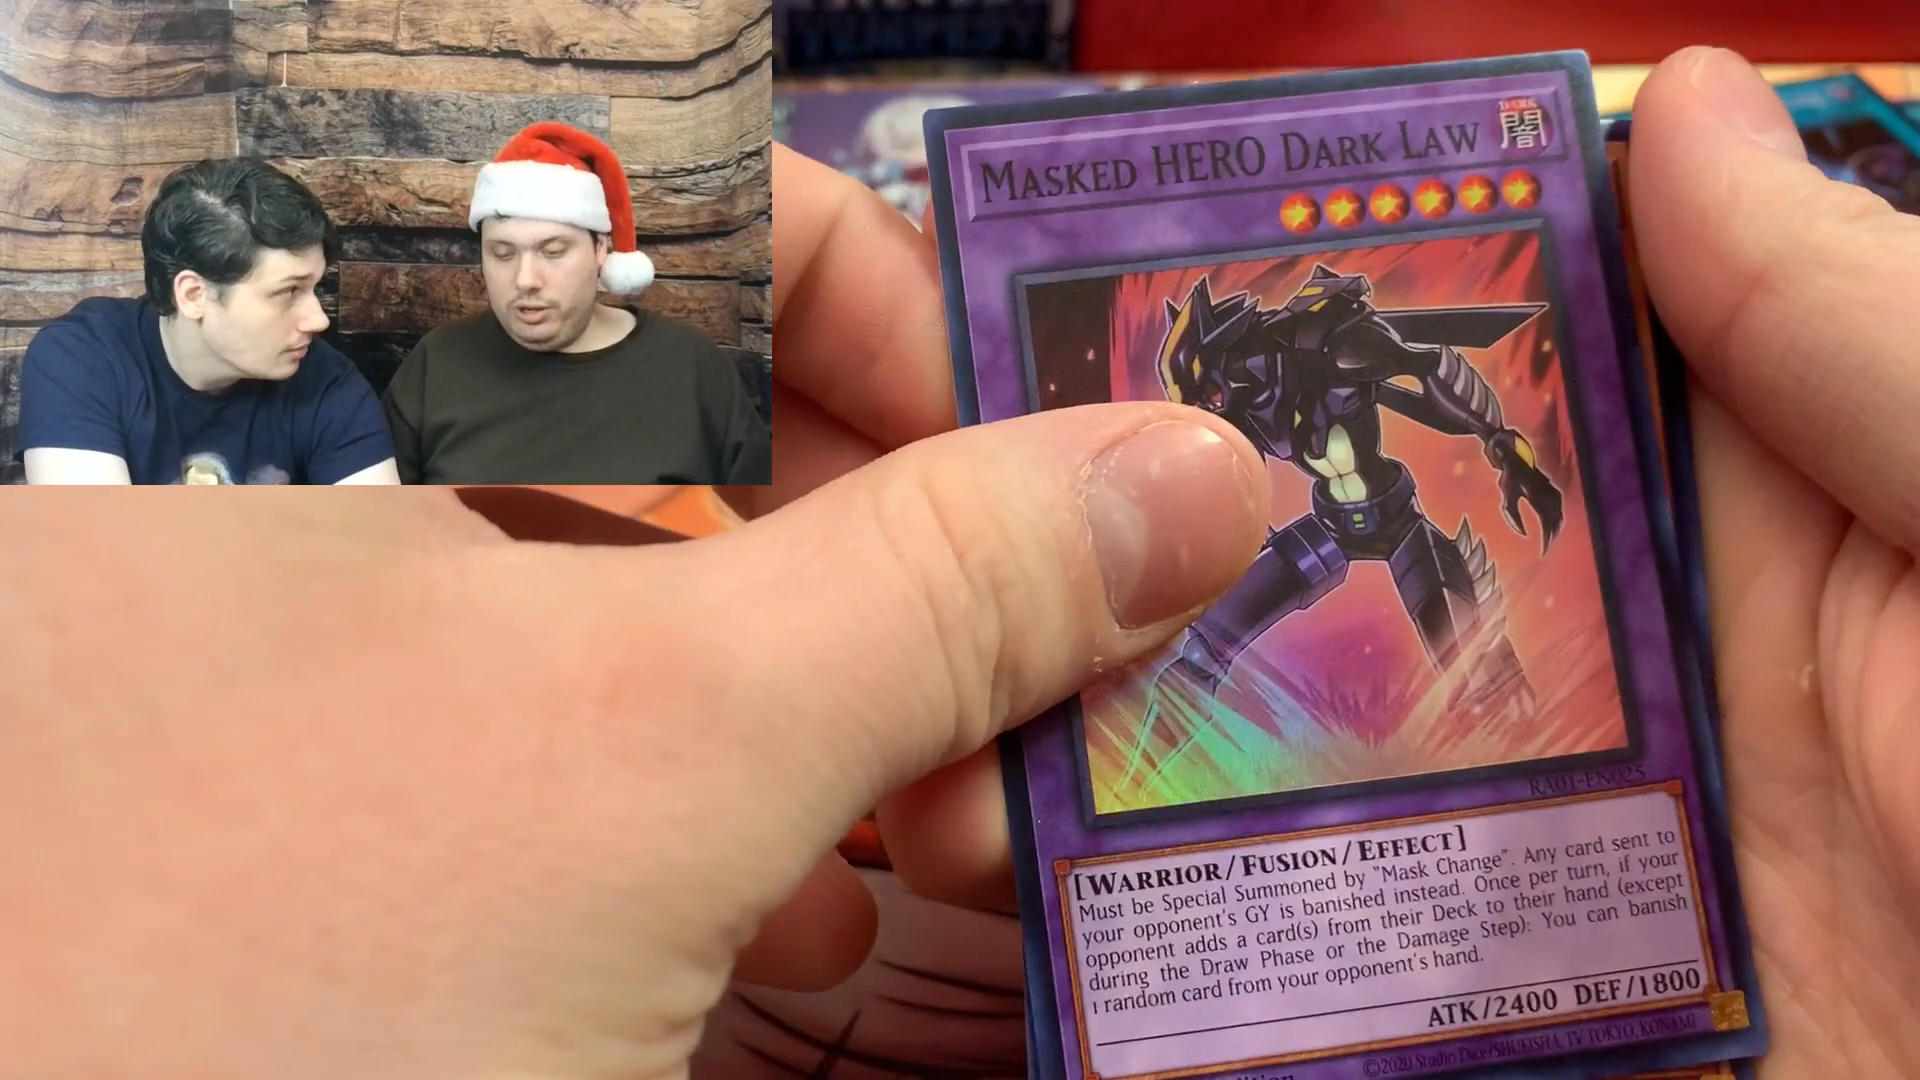 TEMPEST
MASKED HERO DARK LAW
DARK
闇
RA01-EN025
[WARRIOR/FUSION/EFFECT]
Must be Special Summoned by "Mask Change". Any card sent to
your opponent's GY is banished instead. Once per turn, if your
opponent adds a card(s) from their Deck to their hand (except
during the Draw Phase or the Damage Step): You can banish
1 random card from your opponent's hand.
ATK/2400 DEF/1800
©2020 Studio Dice/SHUEISHA, TV TOKYO, KONAMI